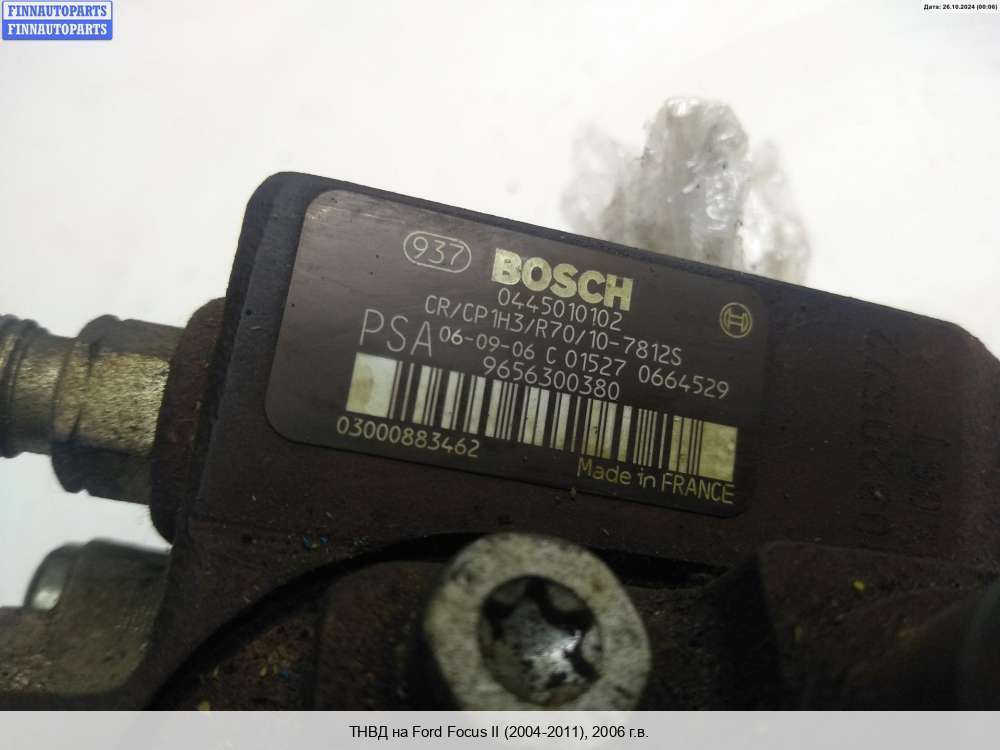 FINNAUTOPARTS
FINNAUTOPARTS
Дата: 26.10.2024 (00:06)
937
BOSCH
0445010102
CR/CP1H3/R70/10-7812S
PSA 06-09-06 C 01527 0664529
9656300380
03000883462
Made in FRANCE
ТНВД на Ford Focus II (2004-2011), 2006 г.в.